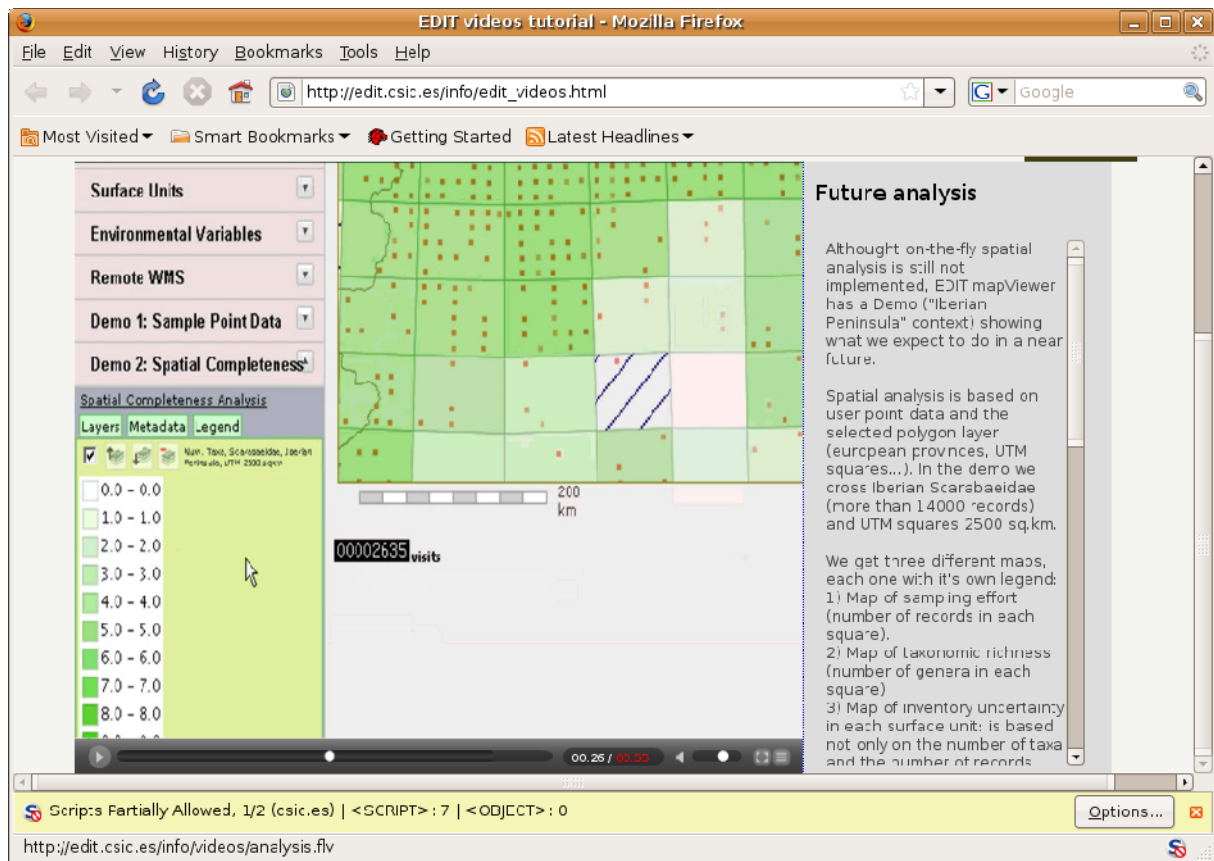 EDIT videos tutorial - Mozilla Firefox
File Edit View History Bookmarks Tools Help
http://edit.csic.es/info/edit_videos.html
G Google
Most Visited Smart Bookmarks Getting Started Latest Headlines
Surface Units
Environmental Variables
Remote WMS
Demo 1: Sample Point Data
Demo 2: Spatial Completeness
Spatial Completeness Analysis
Layers Metadata Legend
Num. Taxa, Scarabaeidae, Iberian
Peninsula, UTM 2500 sqkm
0.0 - 0.0
1.0 - 1.0
2.0 - 2.0
3.0 - 3.0
4.0 - 4.0
5.0 - 5.0
6.0 - 6.0
7.0 - 7.0
8.0 - 8.0
200
km
00002635 visits
00.26 /
Future analysis
Althought on-the-fly spatial
analysis is still not
implemented, EDIT mapViewer
has a Demo ("Iberian
Peninsula" context) showing
what we expect to do in a near
future.
Spatial analysis is based on
user point data and the
selected polygon layer
(european provinces, UTM
squares...). In the demo we
cross Iberian Scarabaeidae
(more than 14000 records)
and UTM squares 2500 sq.km.
We get three different maps,
each one with it's own legend:
1) Map of sampling effort
(number of records in each
square).
2) Map of taxonomic richness
(number of genera in each
square)
3) Map of inventory uncertainty
in each surface unit: is based
not only on the number of taxa
and the number of records
Scripts Partially Allowed, 1/2 (csic.es) | <SCRIPT>: 7 | <OBJECT>: 0
Options...
http://edit.csic.es/info/videos/analysis.flv